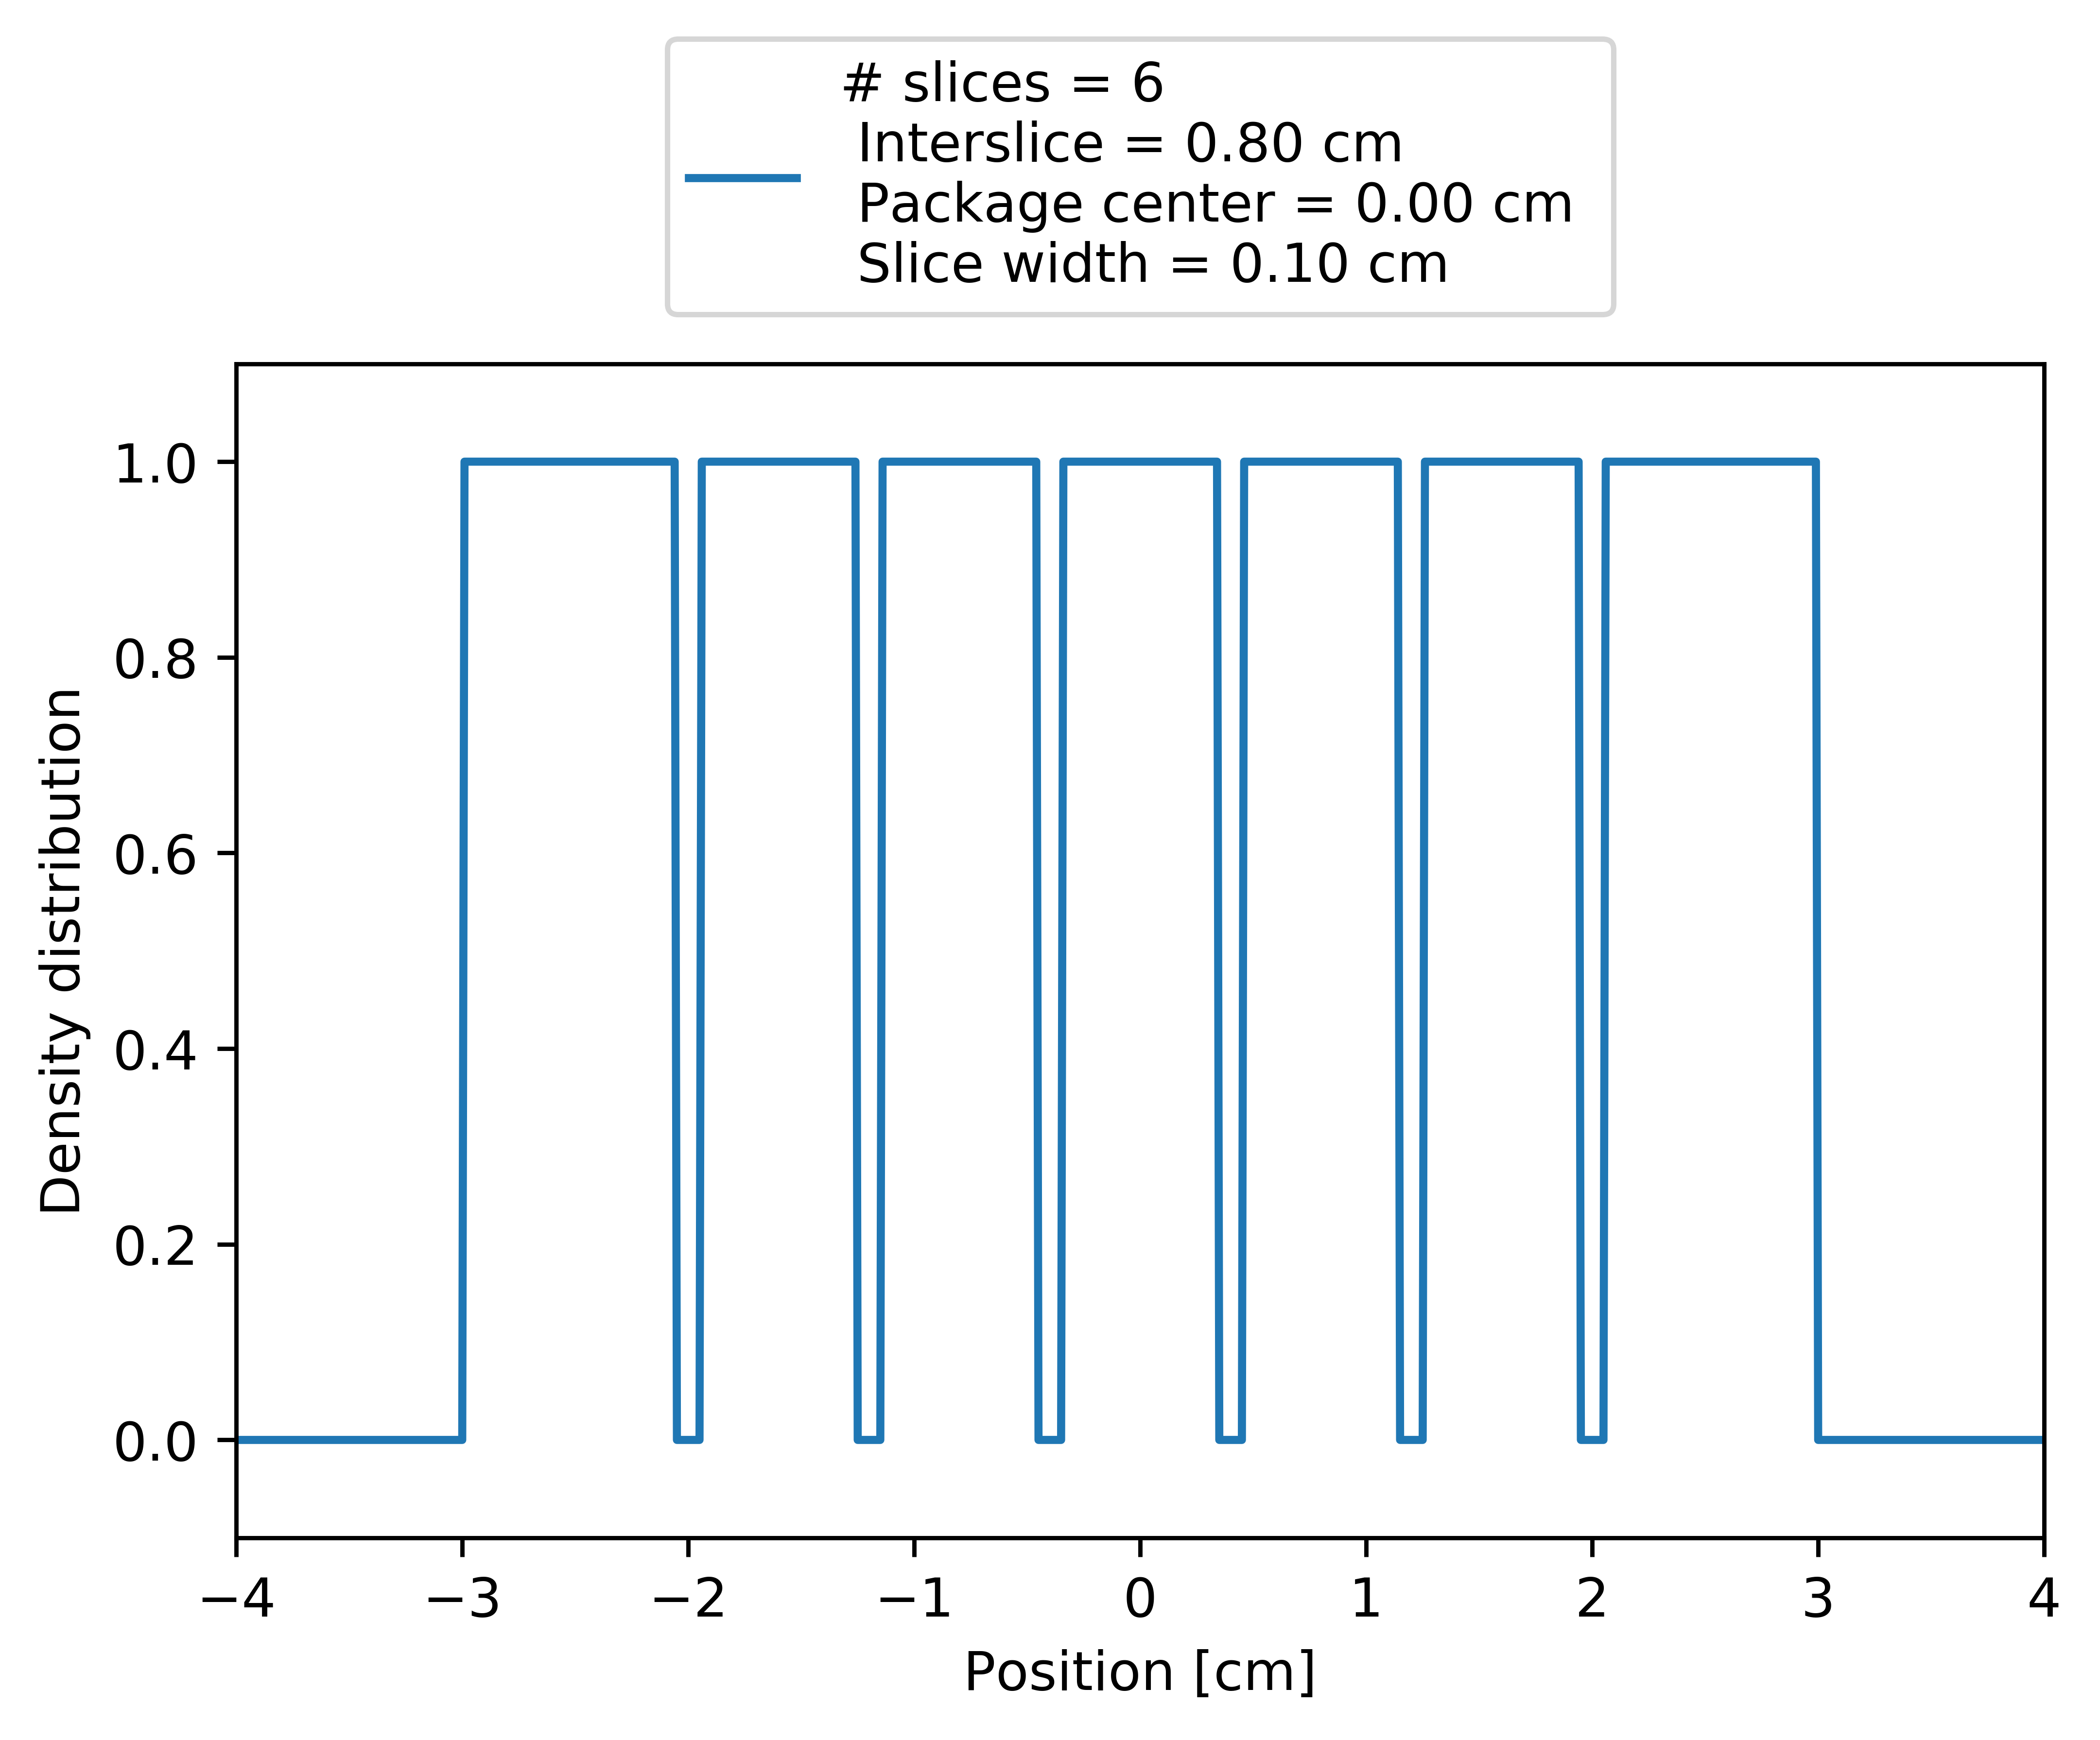 # slices = 6
Interslice = 0.80 cm
Package center = 0.00 cm
Slice width = 0.10 cm
1.0
0.8
0.6
0.4
0.2
0.0
Density distribution
−4 −3 −2 −1 0 1 2 3 4
Position [cm]